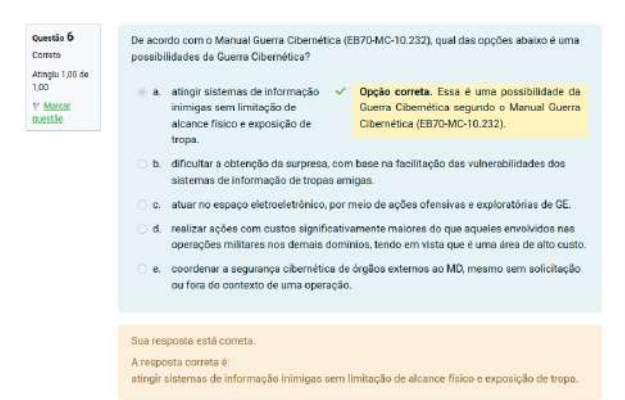 Questão 6
Correto
Atingiu 1,00 de
1,00
Marcar
questão
De acordo com o Manual Guerra Cibernética (EB70-MC-10.232), qual das opções abaixo é uma
possibilidades da Guerra Cibernética?
a. atingir sistemas de informação
inimigas sem limitação de
alcance físico e exposição de
tropa.
Opção correta. Essa é uma possibilidade da
Guerra Cibernética segundo o Manual Guerra
Cibernética (EB70-MC-10.232).
b. dificultar a obtenção da surpresa, com base na facilitação das vulnerabilidades dos
sistemas de informação de tropas amigas.
c. atuar no espaço eletroeletrônico, por meio de ações ofensivas e exploratórias de GE.
d. realizar ações com custos significativamente maiores do que aqueles envolvidos nas
operações militares nos demais domínios, tendo em vista que é uma área de alto custo.
e. coordenar a segurança cibernética de órgãos externos ao MD, mesmo sem solicitação
ou fora do contexto de uma operação.
Sua resposta está correta.
A resposta correta é:
atingir sistemas de informação inimigas sem limitação de alcance físico e exposição de tropa.